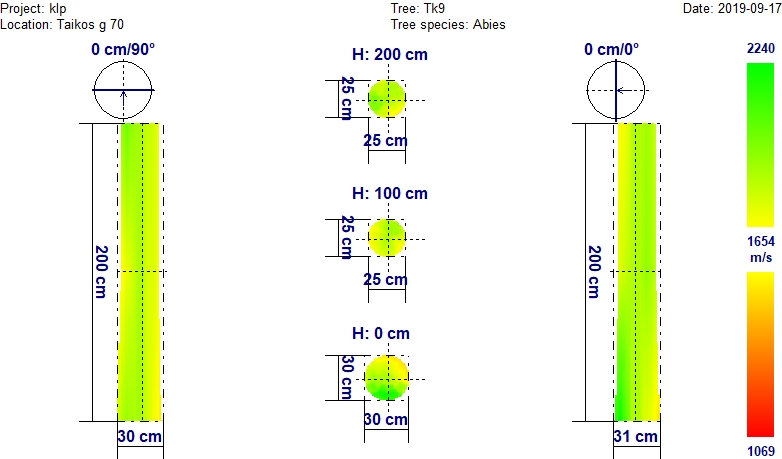 Project: klp
Tree: Tk9
Date: 2019-09-17
Location: Taikos g 70
Tree species: Abies
0 cm/90°
200 cm
30 cm
H: 200 cm
25 cm
25 cm
H: 100 cm
25 cm
25 cm
H: 0 cm
30 cm
30 cm
0 cm/0°
200 cm
31 cm
2240
1654
m/s
1069